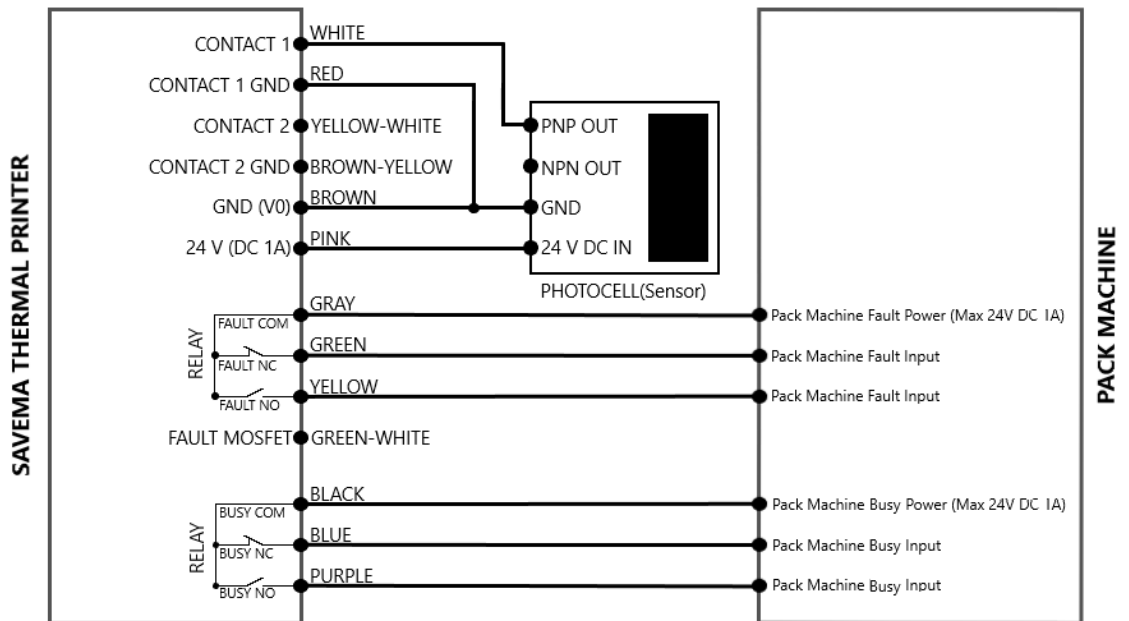 SAVEMA THERMAL PRINTER
CONTACT 1
WHITE
CONTACT 1 GND
RED
CONTACT 2
YELLOW-WHITE
CONTACT 2 GND
BROWN-YELLOW
GND (V0)
BROWN
24 V (DC 1A)
PINK
PNP OUT
NPN OUT
GND
24 V DC IN
PHOTOCELL(Sensor)
RELAY
FAULT COM
GRAY
Pack Machine Fault Power (Max 24V DC 1A)
FAULT NC
GREEN
Pack Machine Fault Input
FAULT NO
YELLOW
Pack Machine Fault Input
FAULT MOSFET
GREEN-WHITE
RELAY
BUSY COM
BLACK
Pack Machine Busy Power (Max 24V DC 1A)
BUSY NC
BLUE
Pack Machine Busy Input
BUSY NO
PURPLE
Pack Machine Busy Input
PACK MACHINE